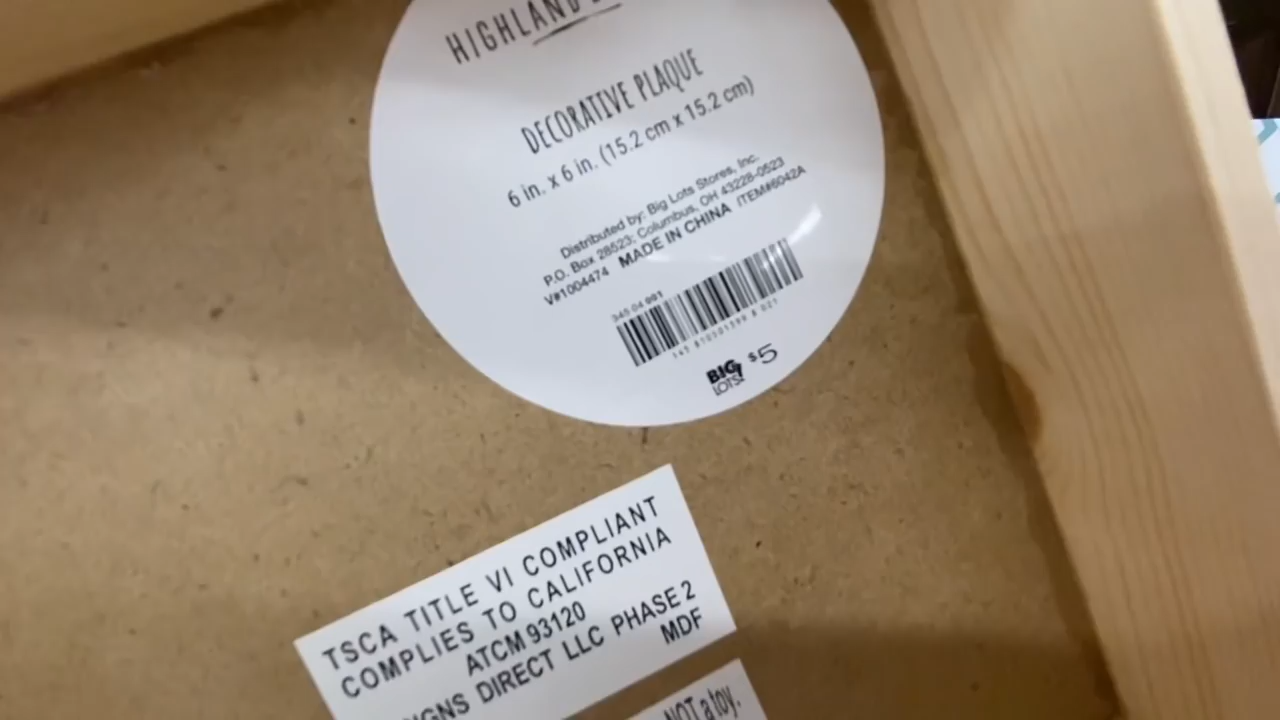 HIGHLAND
DECORATIVE PLAQUE
6 in. x 6 in. (15.2 cm x 15.2 cm)
Distributed by: Big Lots Stores, Inc.
P.O. Box 28523; Columbus, OH 43228-0523
V#1004474 MADE IN CHINA ITEM#6042A
BIG LOTS! $5
TSCA TITLE VI COMPLIANT
COMPLIES TO CALIFORNIA
ATCM 93120
IGNS DIRECT LLC PHASE 2
MDF
NOT a toy.